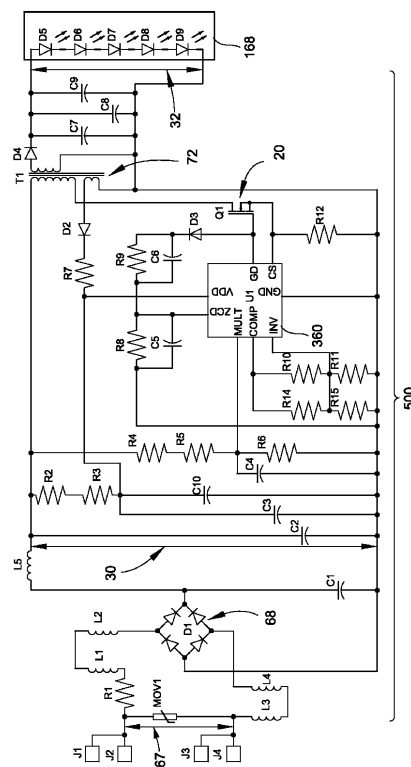 L5
T1
D4
D5
R2
D6
72
C7
C8
C9
D7
D8
D9
R3
D2
R7
168
32
L1
L2
R1
30
R4
R5
R8
R9
C5
C6
D3
Q1
20
J1
J2
MOV1
67
D1
68
C10
C3
C2
C4
R6
MULT
ZCD
VDD
U1
GD
COMP
INV
GND
CS
360
R10
R14
R11
R15
R12
J3
J4
L3
L4
C1
500